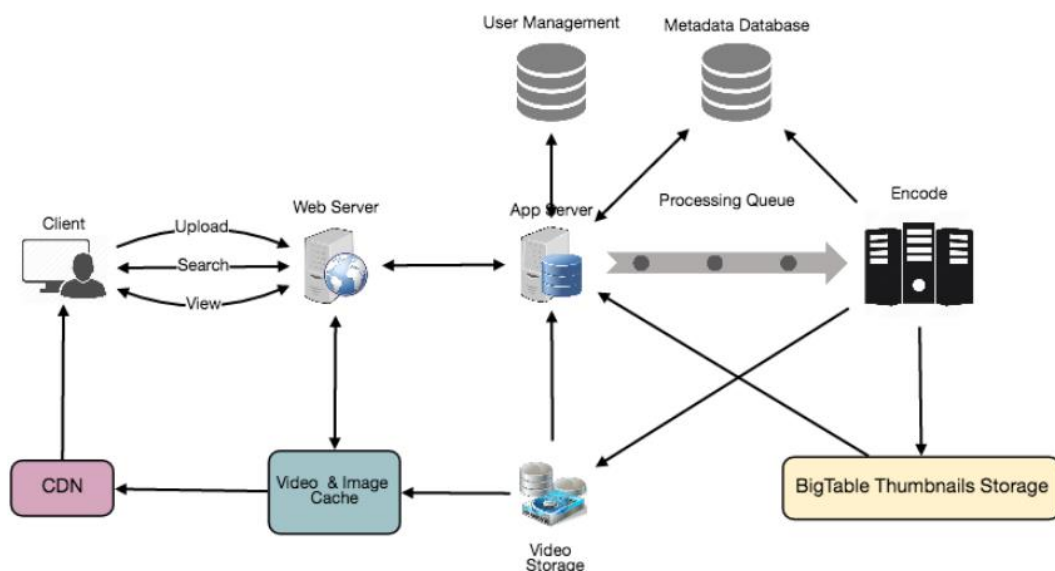 User Management
Metadata Database
Client
Upload
Search
View
Web Server
App Server
Processing Queue
Encode
CDN
Video & Image
Cache
Video
Storage
BigTable Thumbnails Storage